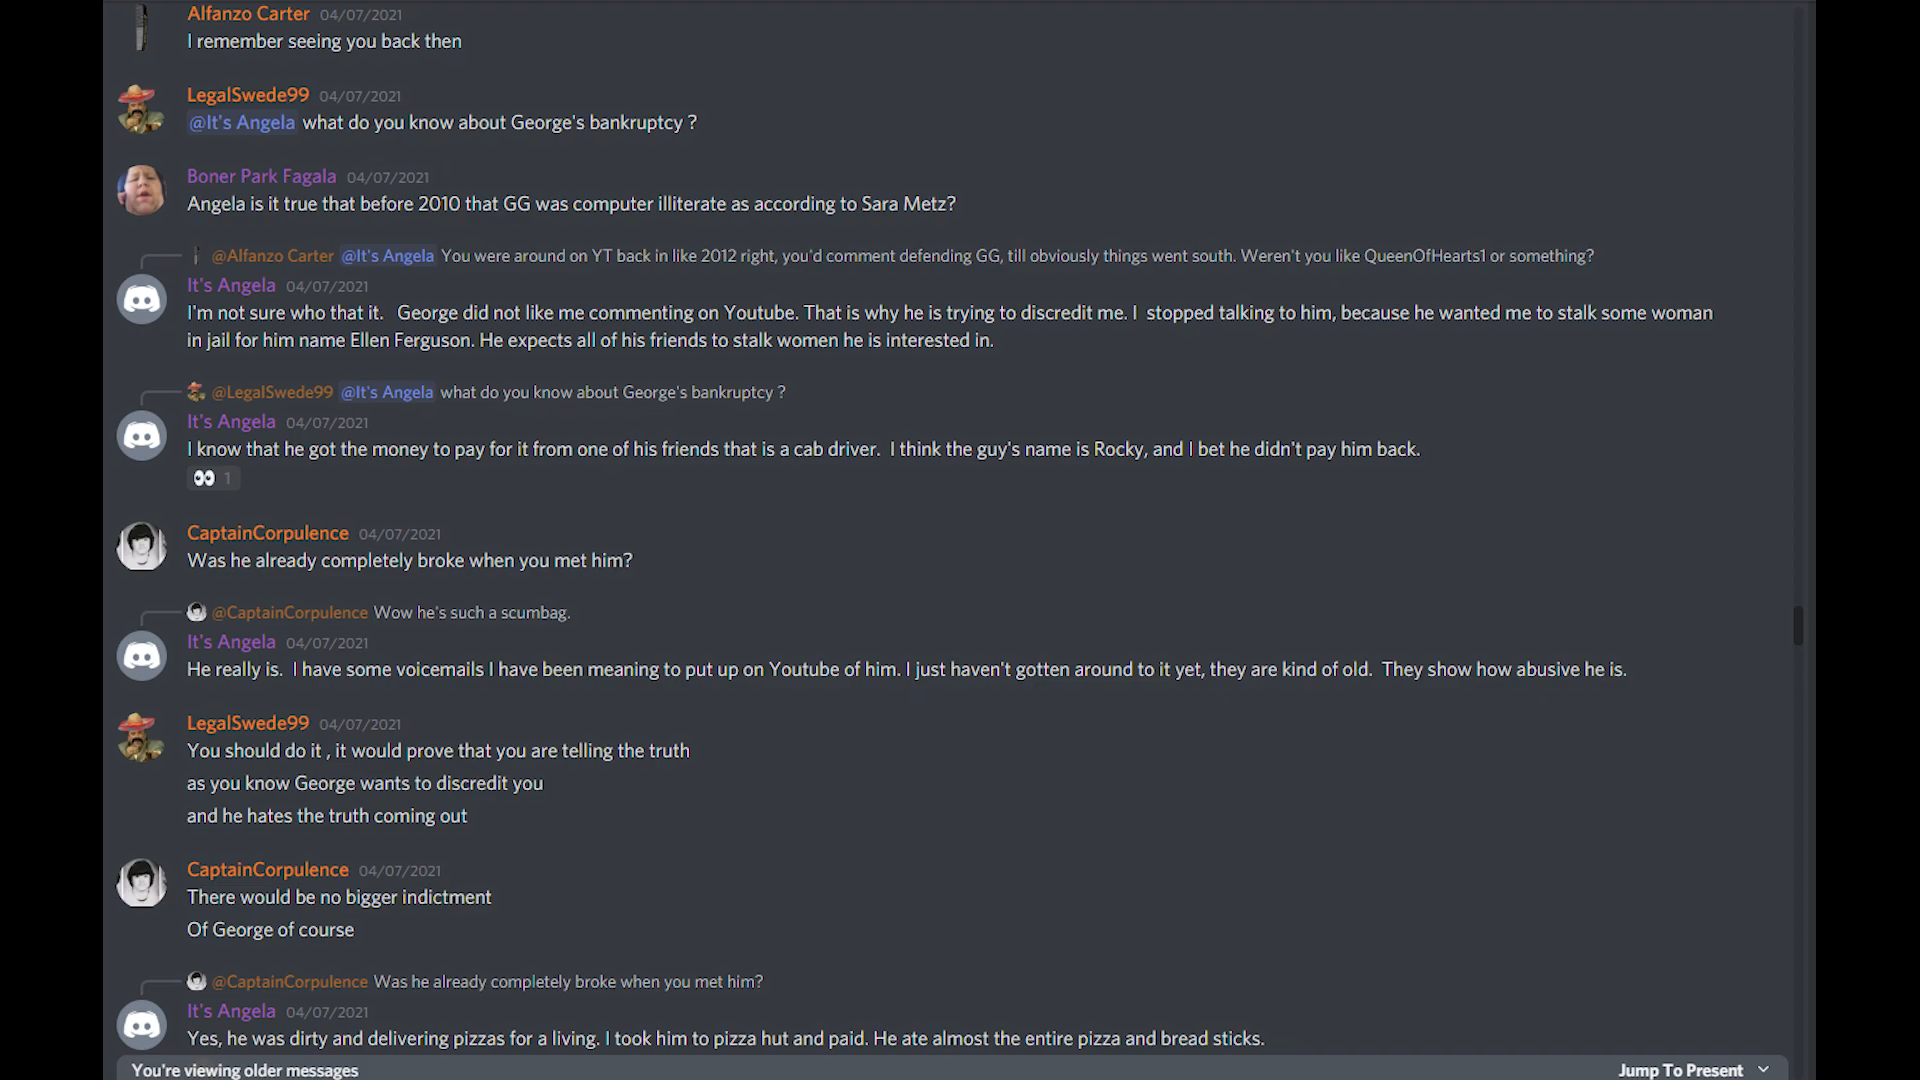 Alfanzo Carter 04/07/2021
I remember seeing you back then
LegalSwede99 04/07/2021
@It's Angela what do you know about George's bankruptcy ?
Boner Park Fagala 04/07/2021
Angela is it true that before 2010 that GG was computer illiterate as according to Sara Metz?
@Alfanzo Carter @It's Angela You were around on YT back in like 2012 right, you'd comment defending GG, till obviously things went south. Weren't you like QueenOfHearts1 or something?
It's Angela 04/07/2021
I'm not sure who that it. George did not like me commenting on Youtube. That is why he is trying to discredit me. I stopped talking to him, because he wanted me to stalk some woman
in jail for him name Ellen Ferguson. He expects all of his friends to stalk women he is interested in.
@LegalSwede99 @It's Angela what do you know about George's bankruptcy ?
It's Angela 04/07/2021
I know that he got the money to pay for it from one of his friends that is a cab driver. I think the guy's name is Rocky, and I bet he didn't pay him back.
👀 1
CaptainCorpulence 04/07/2021
Was he already completely broke when you met him?
@CaptainCorpulence Wow he's such a scumbag.
It's Angela 04/07/2021
He really is. I have some voicemails I have been meaning to put up on Youtube of him. I just haven't gotten around to it yet, they are kind of old. They show how abusive he is.
LegalSwede99 04/07/2021
You should do it , it would prove that you are telling the truth
as you know George wants to discredit you
and he hates the truth coming out
CaptainCorpulence 04/07/2021
There would be no bigger indictment
Of George of course
@CaptainCorpulence Was he already completely broke when you met him?
It's Angela 04/07/2021
Yes, he was dirty and delivering pizzas for a living. I took him to pizza hut and paid. He ate almost the entire pizza and bread sticks.
You're viewing older messages Jump To Present